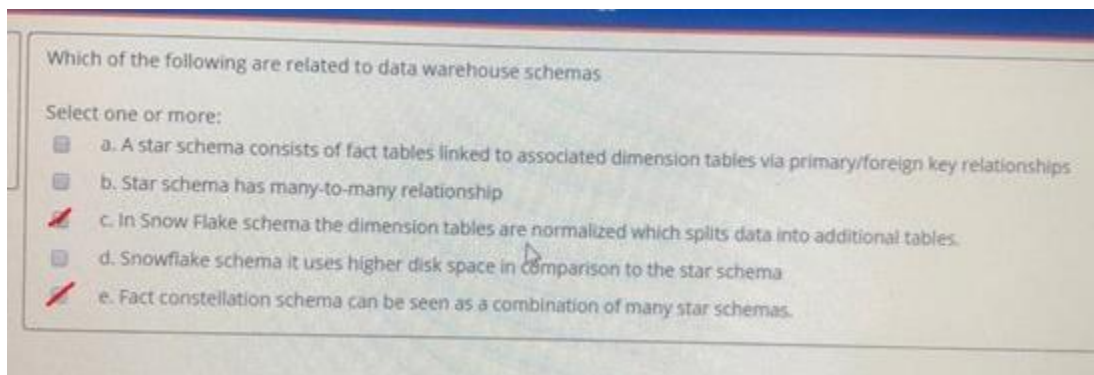 Which of the following are related to data warehouse schemas
Select one or more:
a. A star schema consists of fact tables linked to associated dimension tables via primary/foreign key relationships
b. Star schema has many-to-many relationship
c. In Snow Flake schema the dimension tables are normalized which splits data into additional tables.
d. Snowflake schema it uses higher disk space in comparison to the star schema
e. Fact constellation schema can be seen as a combination of many star schemas.